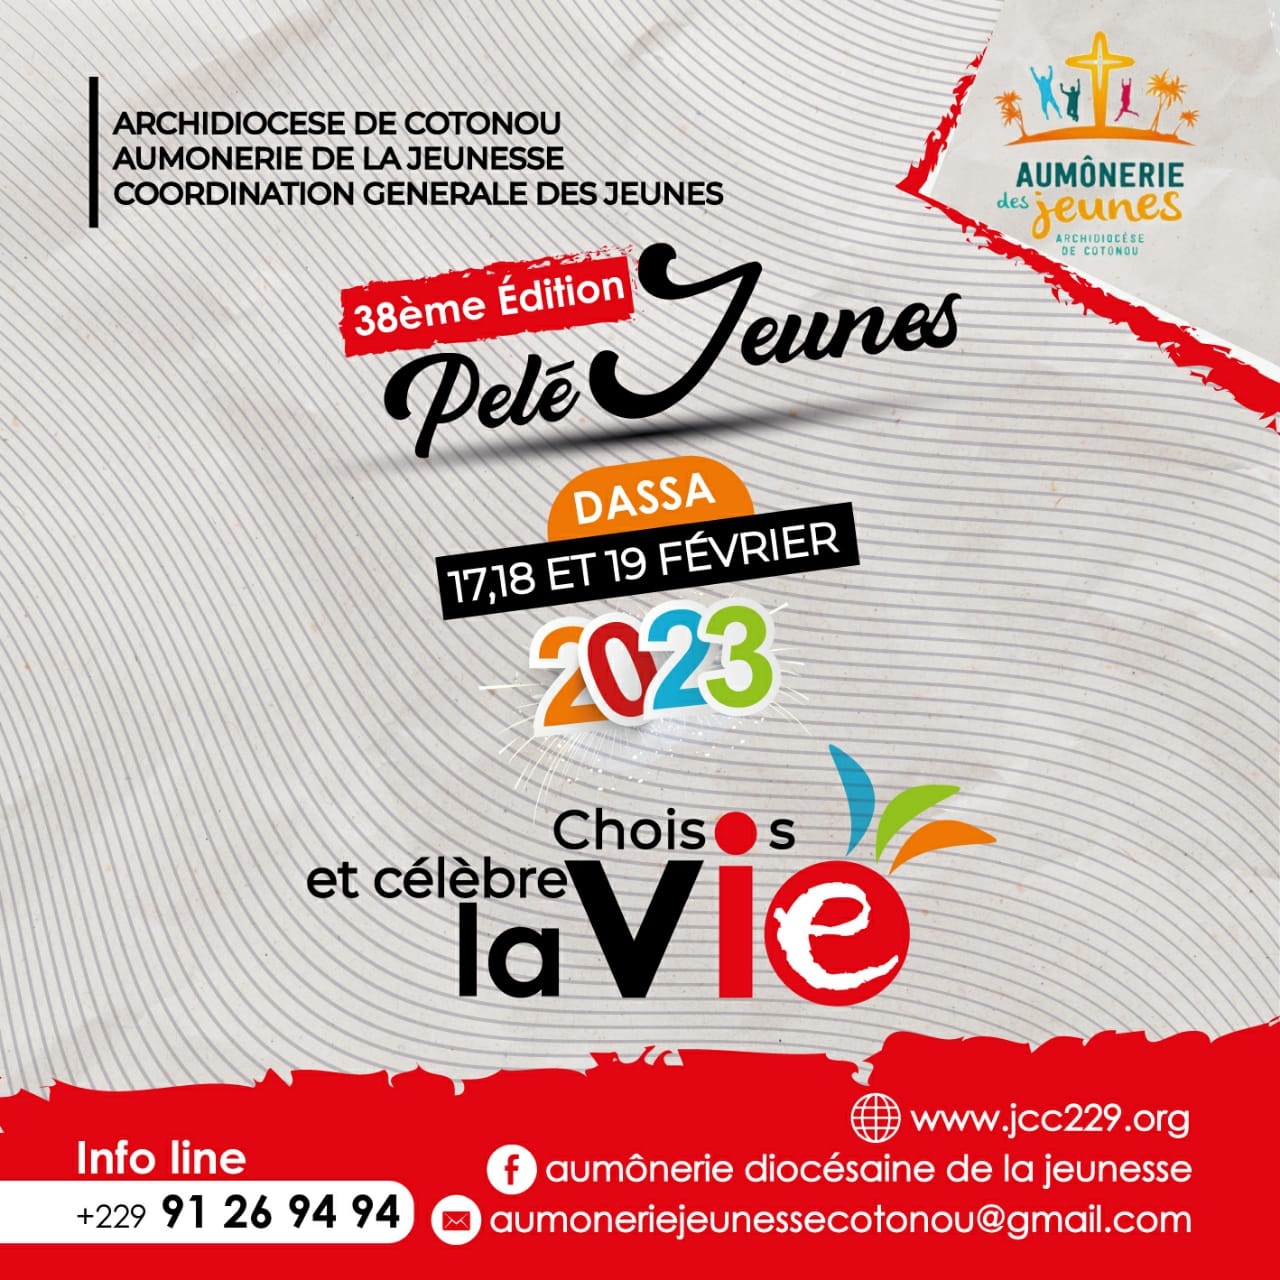 ARCHIDIOCESE DE COTONOU
AUMONERIE DE LA JEUNESSE
COORDINATION GENERALE DES JEUNES
AUMÔNERIE
des jeunes
ARCHIDIOCÈSE
DE COTONOU
38ème Édition
Pelé Jeunes
DASSA
17,18 ET 19 FÉVRIER
2023
Choisis
et célèbre
la vie
www.jcc229.org
Info line
aumônerie diocésaine de la jeunesse
+229 91 26 94 94
aumoneriejeunessecotonou@gmail.com